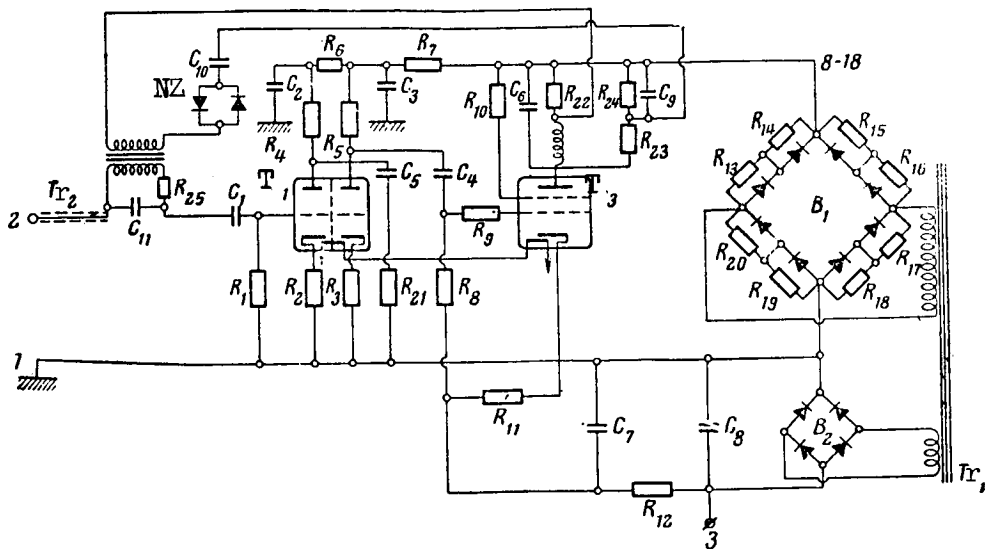 R6
R7
8-18
C10
NZ
C2
C3
R10
C6
R22
R24
C9
R4
R5
R23
R14
R15
R13
R16
B1
R20
R17
R19
R18
Tr2
R25
T
1
C5
C4
T
3
2
C11
C1
R9
R1
R2
R3
R21
R8
1
R11
C7
C8
B2
R12
3
Tr1